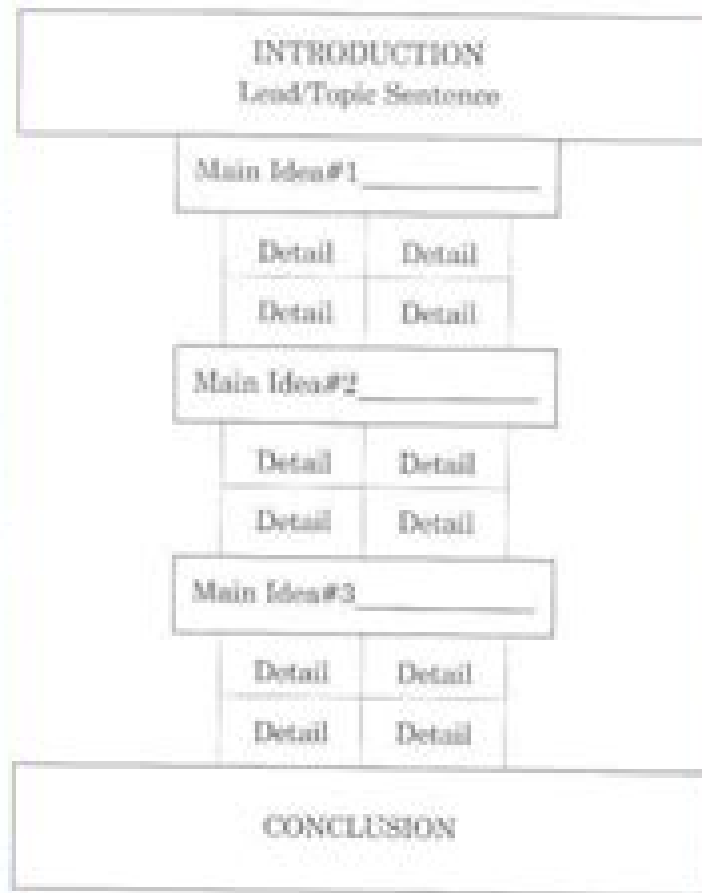 INTRODUCTION
Lead/Topic Sentence
Main Idea#1
Detail Detail
Detail Detail
Main Idea#2
Detail Detail
Detail Detail
Main Idea#3
Detail Detail
Detail Detail
CONCLUSION